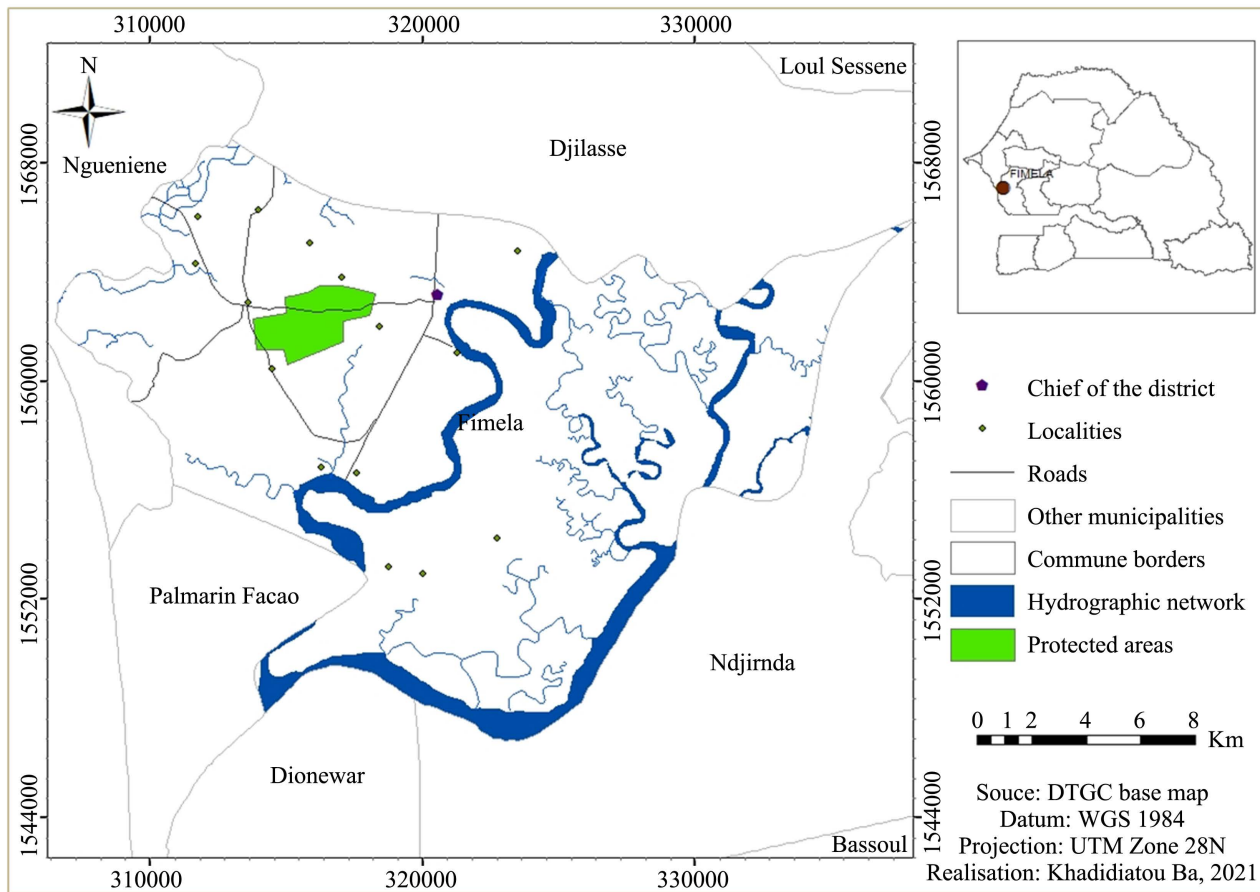 310000
320000
330000
N
Loul Sessene
Ngueniene
Djilasse
1568000
1568000
1560000
1560000
Fimela
1552000
1552000
Palmarin Facao
Ndjirnda
Dionewar
1544000
1544000
Bassoul
310000
320000
330000
FIMELA
Chief of the district
Localities
Roads
Other municipalities
Commune borders
Hydrographic network
Protected areas
0 1 2 4 6 8
Km
Souce: DTGC base map
Datum: WGS 1984
Projection: UTM Zone 28N
Realisation: Khadidiatou Ba, 2021